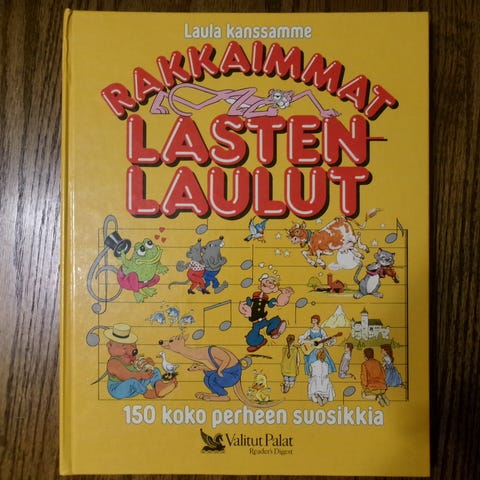 Laula kanssamme
RAKKAIMMAT
LASTEN-
LAULUT
150 koko perheen suosikkia
Valitut Palat
Reader's Digest